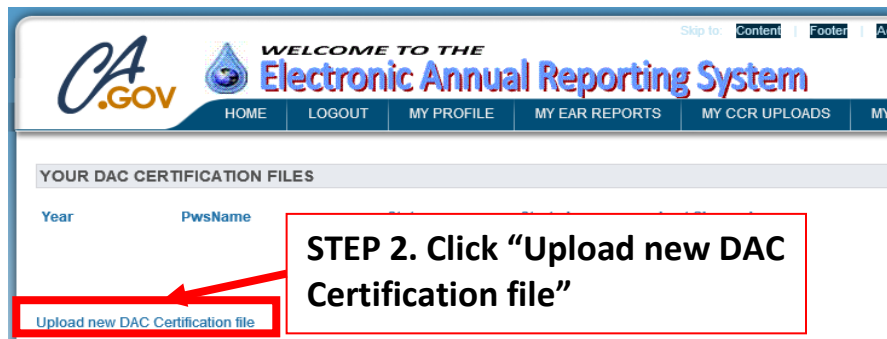 Skip to: Content | Footer |
CA.GOV
WELCOME TO THE
Electronic Annual Reporting System
HOME LOGOUT MY PROFILE MY EAR REPORTS MY CCR UPLOADS MY
YOUR DAC CERTIFICATION FILES
Year PwsName
STEP 2. Click “Upload new DAC
Certification file”
Upload new DAC Certification file